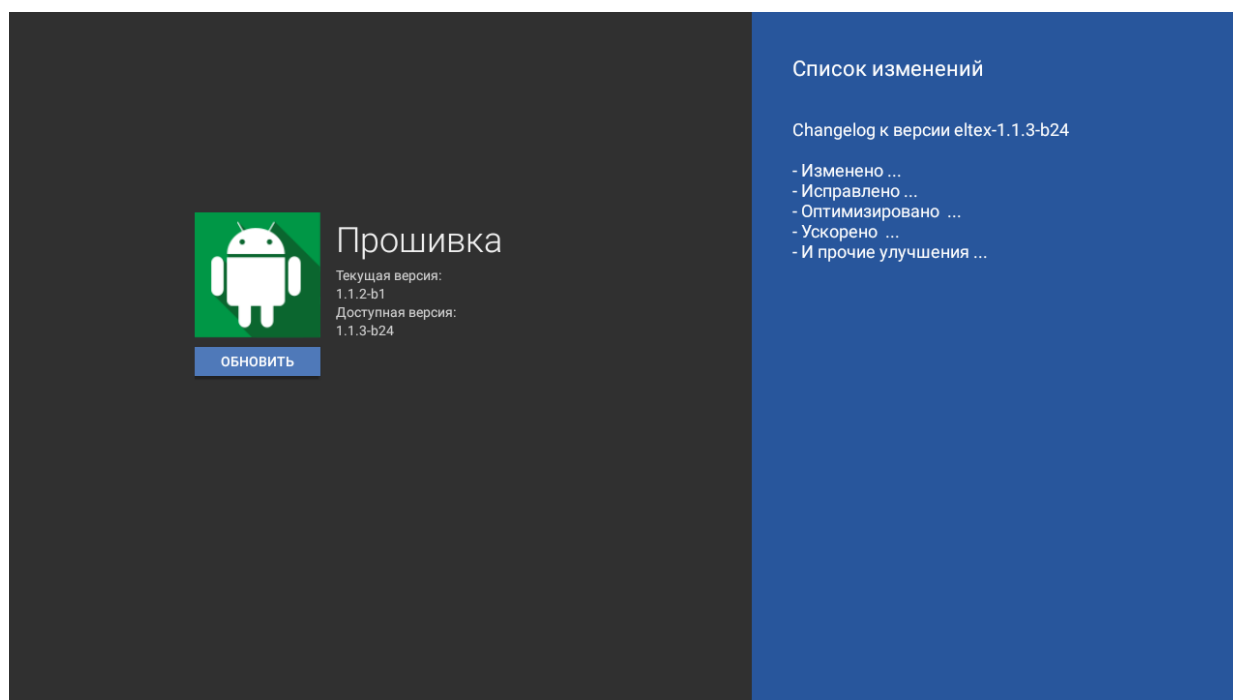 Прошивка
Текущая версия:
1.1.2-b1
Доступная версия:
1.1.3-b24
ОБНОВИТЬ
Список изменений
Changelog к версии eltex-1.1.3-b24
- Изменено ...
- Исправлено ...
- Оптимизировано ...
- Ускорено ...
- И прочие улучшения ...